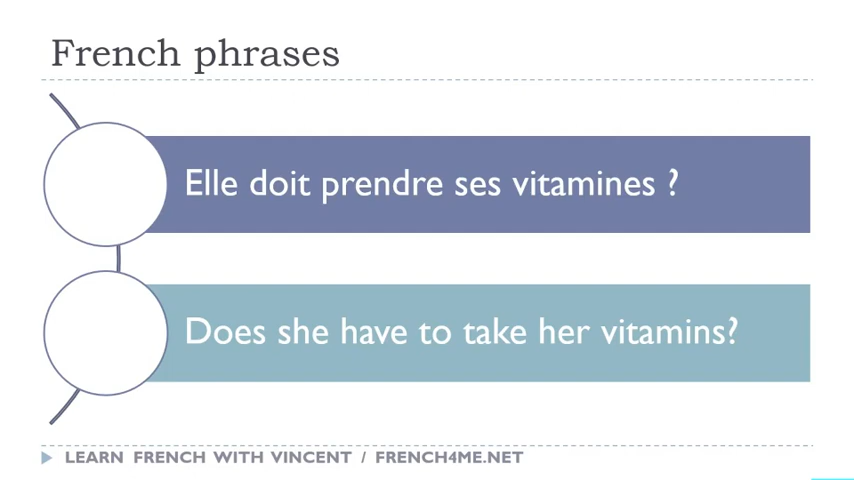 French phrases
Elle doit prendre ses vitamines ?
Does she have to take her vitamins?
LEARN FRENCH WITH VINCENT / FRENCH4ME.NET